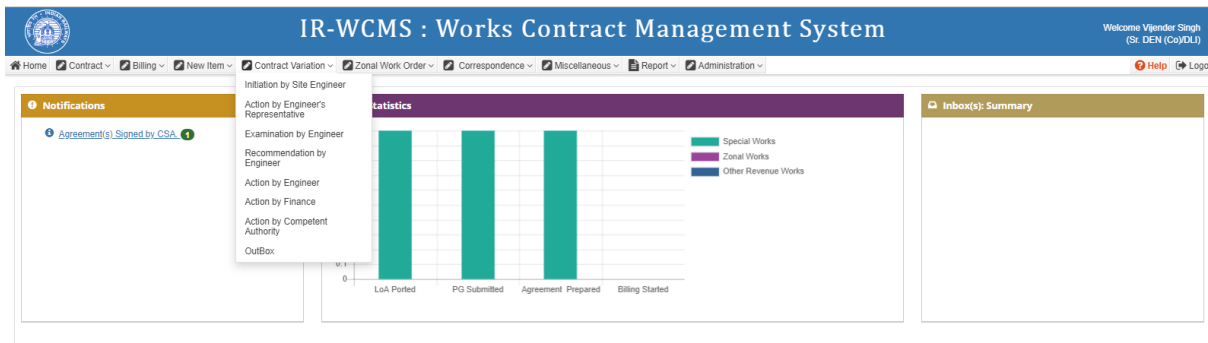 IR-WCMS : Works Contract Management System
Welcome Vijender Singh
(Sr. DEN (Co)/DLI)
Home Contract Billing New Item Contract Variation Zonal Work Order Correspondence Miscellaneous Report Administration Help Logo
Initiation by Site Engineer
Action by Engineer's
Representative
Examination by Engineer
Recommendation by
Engineer
Action by Engineer
Action by Finance
Action by Competent
Authority
OutBox
Notifications
Agreement(s) Signed by CSA. 1
tatistics
Special Works
Zonal Works
Other Revenue Works
0.1
0
LoA Ported PG Submitted Agreement Prepared Billing Started
Inbox(s): Summary